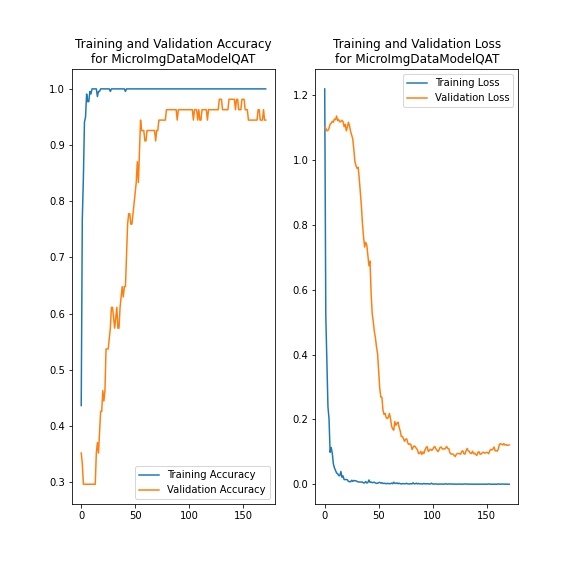 Training and Validation Accuracy
for MicroImgDataModelQAT
1.0
0.9
0.8
0.7
0.6
0.5
0.4
0.3
0
50
100
150
Training Accuracy
Validation Accuracy
Training and Validation Loss
for MicroImgDataModelQAT
1.2
1.0
0.8
0.6
0.4
0.2
0.0
0
50
100
150
Training Loss
Validation Loss